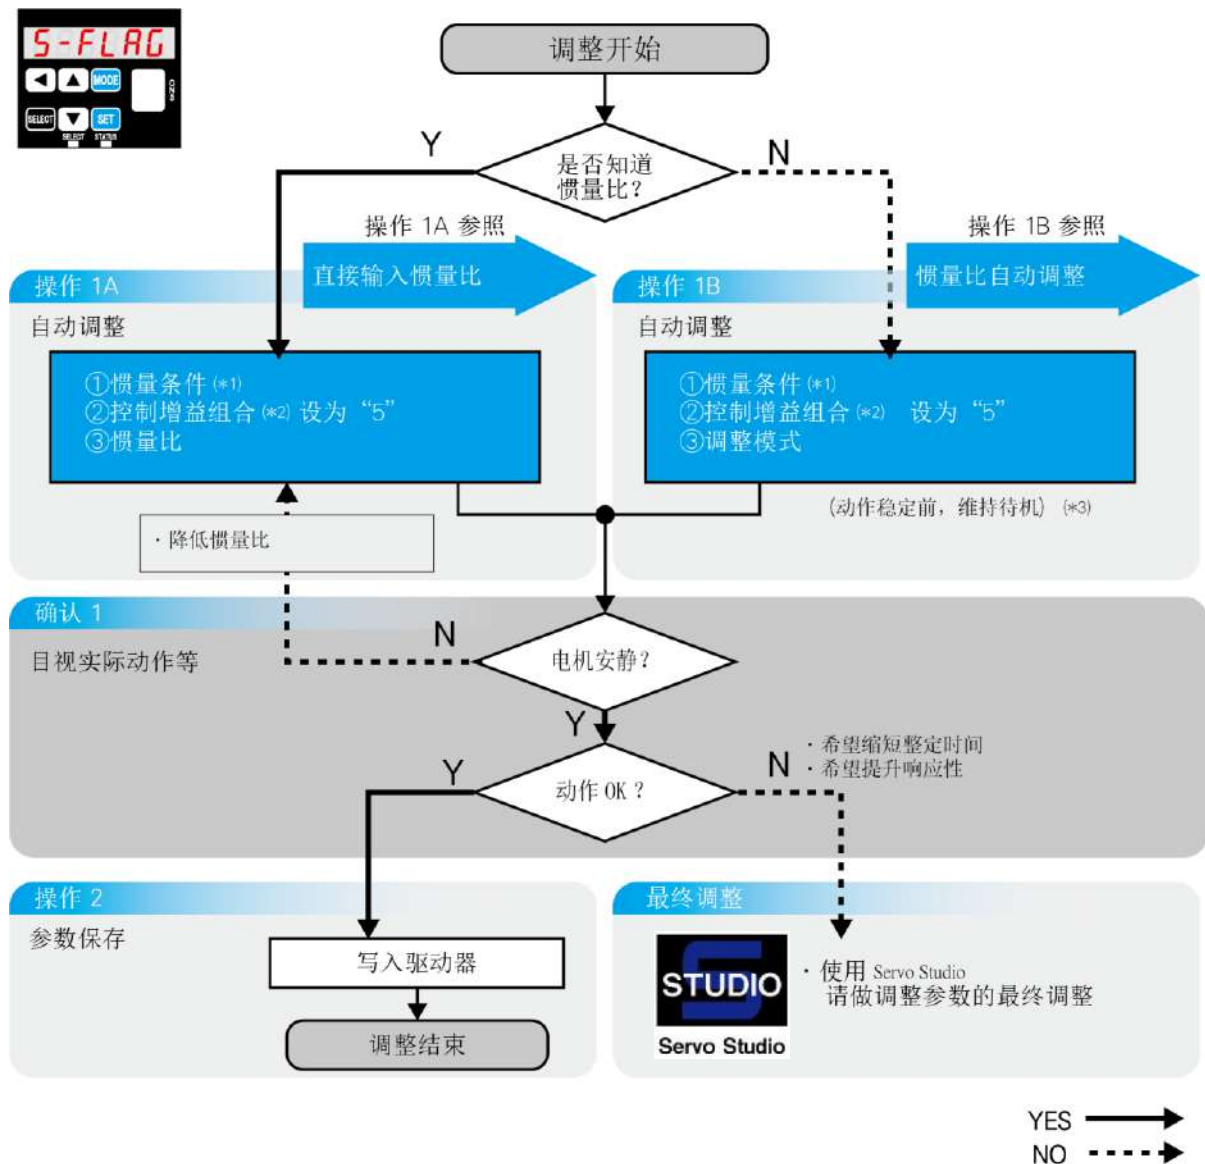 5-FLAG
MODE
CN5
SELECT
SET
SELECT
STATUS
调整开始
Y
是否知道
惯量比？
N
操作 1A 参照
直接输入惯量比
操作 1A
自动调整
①惯量条件 (*1)
②控制增益组合 (*2) 设为“5”
③惯量比
操作 1B 参照
惯量比自动调整
操作 1B
自动调整
①惯量条件 (*1)
②控制增益组合 (*2) 设为“5”
③调整模式
(动作稳定前，维持待机) (*3)
· 降低惯量比
确认 1
目视实际动作等
N
电机安静？
Y
Y
动作 OK ？
N
· 希望缩短整定时间
· 希望提升响应性
操作 2
参数保存
写入驱动器
调整结束
最终调整
S
STUDIO
Servo Studio
· 使用 Servo Studio
请做调整参数的最终调整
YES
NO